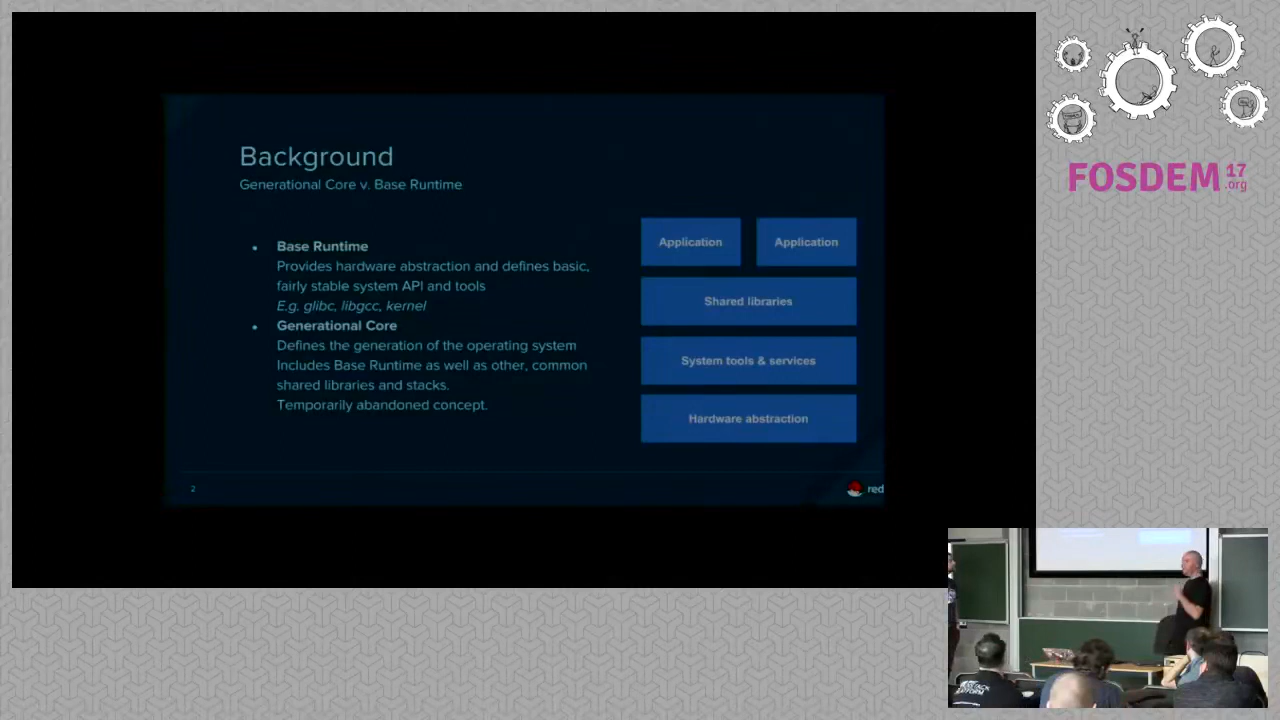 Background
Generational Core v. Base Runtime
Base Runtime
Provides hardware abstraction and defines basic,
fairly stable system API and tools
E.g. glibc, libgcc, kernel
Generational Core
Defines the generation of the operating system
Includes Base Runtime as well as other, common
shared libraries and stacks.
Temporarily abandoned concept.
Application
Application
Shared libraries
System tools & services
Hardware abstraction
2
red
FOSDEM 17
.org